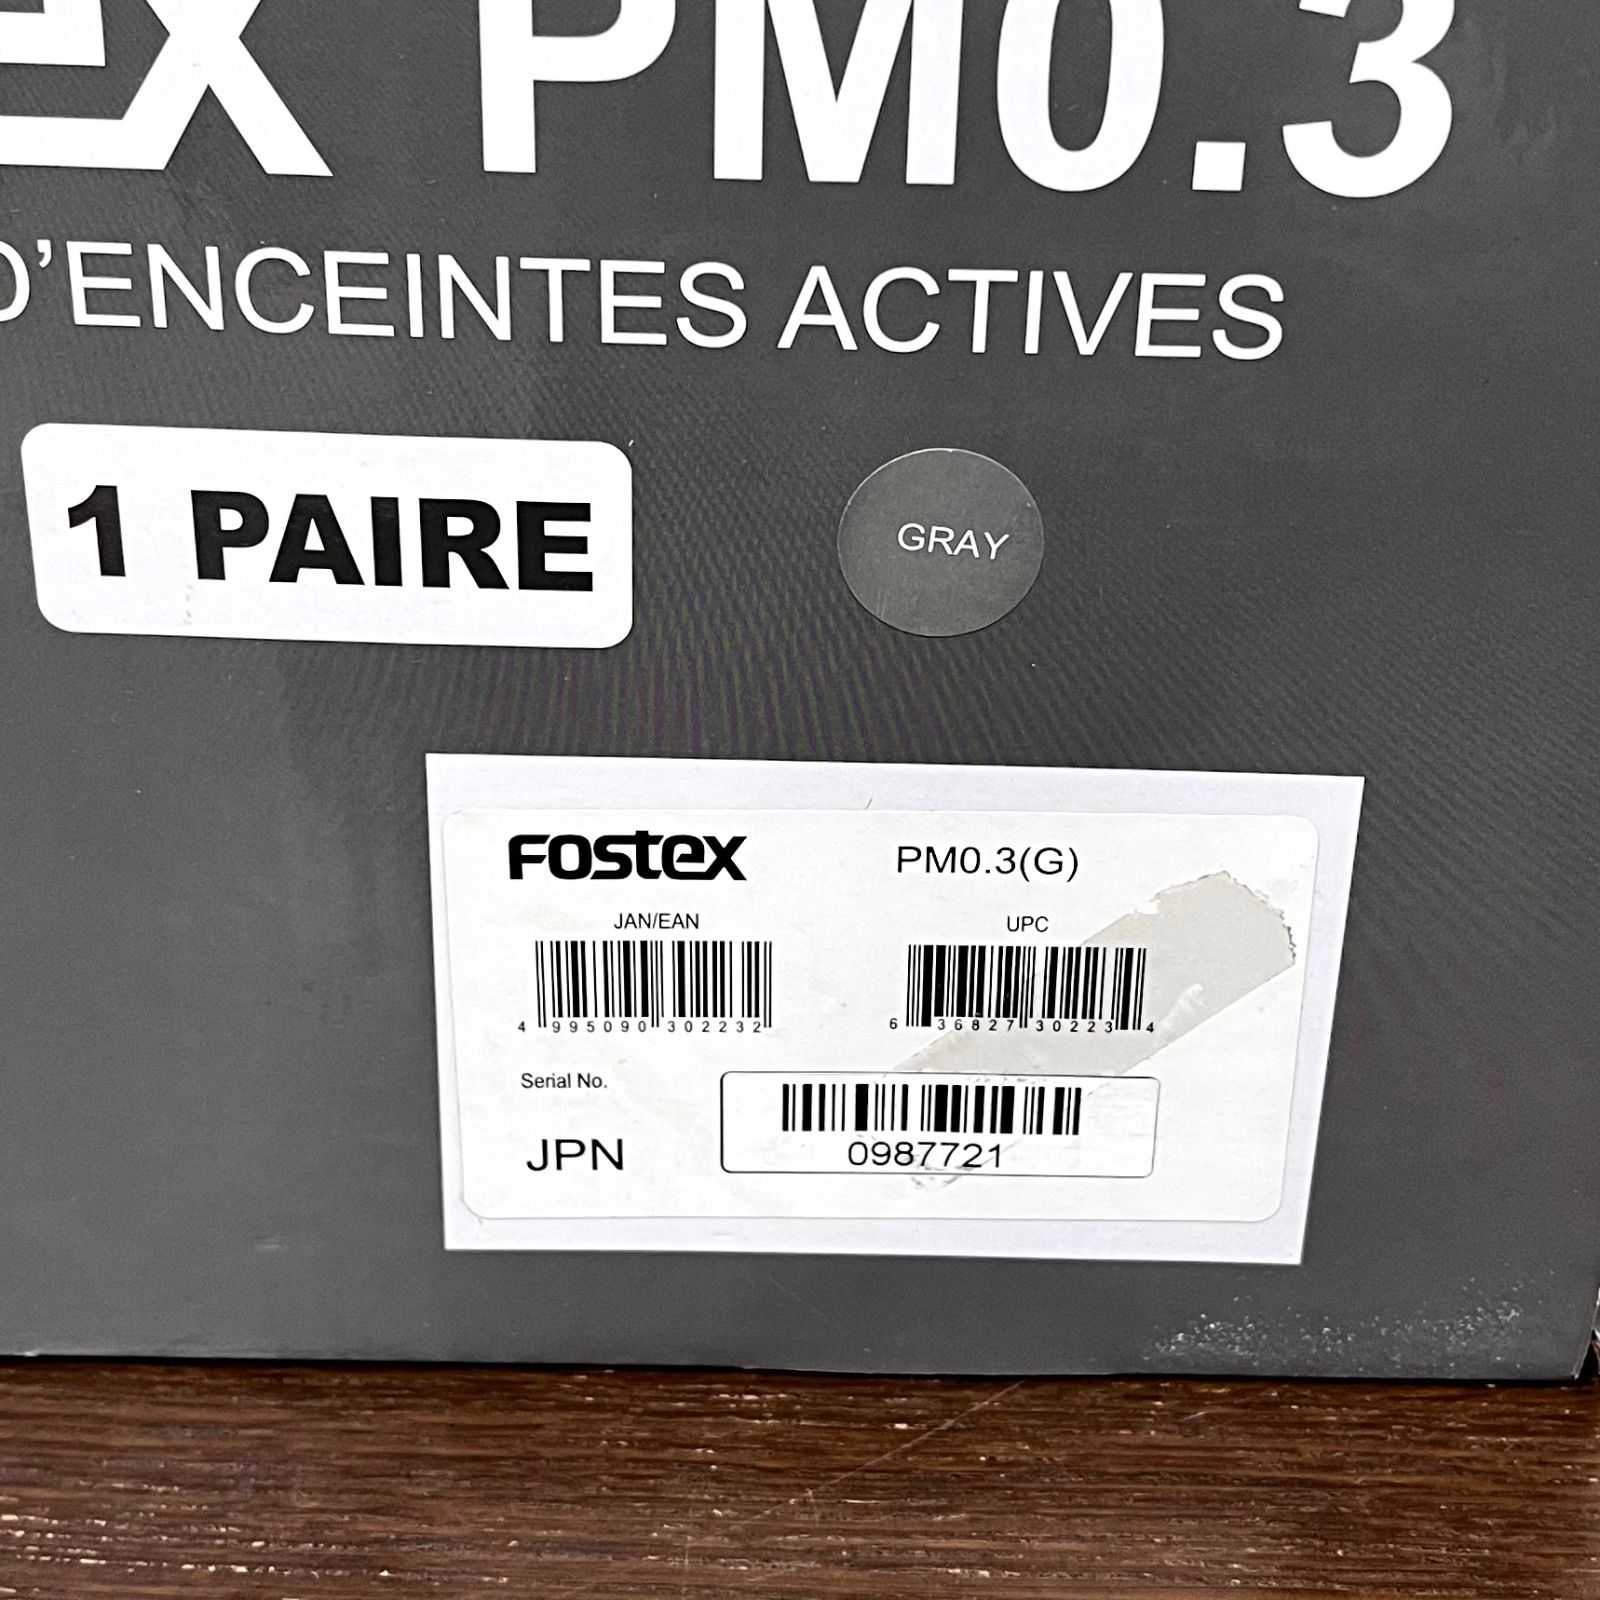 ex PM0.3
D'ENCEINTES ACTIVES
1 PAIRE
GRAY
Fostex
PM0.3(G)
JAN/EAN
UPC
4 995090 302232
6 36827 30223 4
Serial No.
JPN
0987721